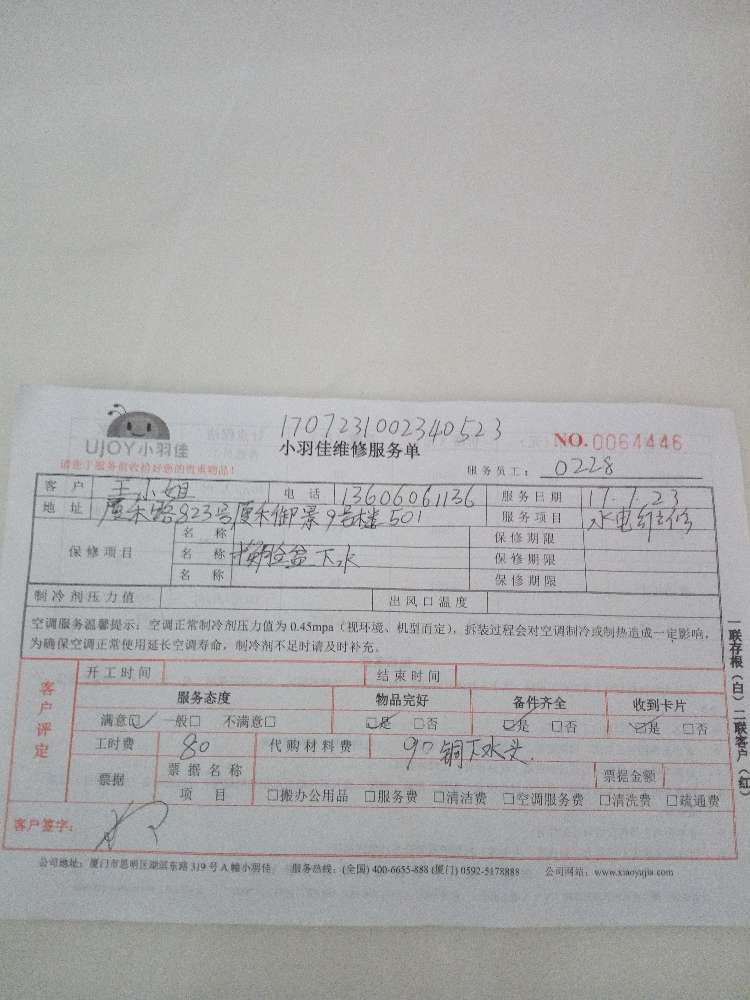 1707231002340523
UJOY小羽佳
小羽佳维修服务单
NO.0064446
请在于服务前收拾好您的贵重物品!
服务员工: 0228
客户 王小姐 电话 13606061136 服务日期 17.7.23
地址 厦禾路823号厦禾御景9号楼501 服务项目 水电维修
保修项目
名称 保修期限
名称 脸盆下水 保修期限
名称 保修期限
制冷剂压力值 出风口温度
空调服务温馨提示:空调正常制冷剂压力值为 0.45mpa(视环境、机型而定),拆装过程会对空调制冷或制热造成一定影响,
为确保空调正常使用延长空调寿命,制冷剂不足时请及时补充。
客户评定
开工时间 结束时间
服务态度 物品完好 备件齐全 收到卡片
满意☑ 一般□ 不满意□ ☑是 □否 ☑是 □否 ☑是 □否
工时费 80 代购材料费 90铜下水头
票据 票据名称 票据金额
项目 □搬办公用品 □服务费 □清洁费 □空调服务费 □清洗费 □疏通费
客户签字:
公司地址:厦门市思明区湖滨东路 319 号 A 幢小羽佳 服务热线:(全国) 400-6655-888 (厦门) 0592-5178888 公司网站:www.xiaoyujia.com
一联存根(白)二联客户(红)